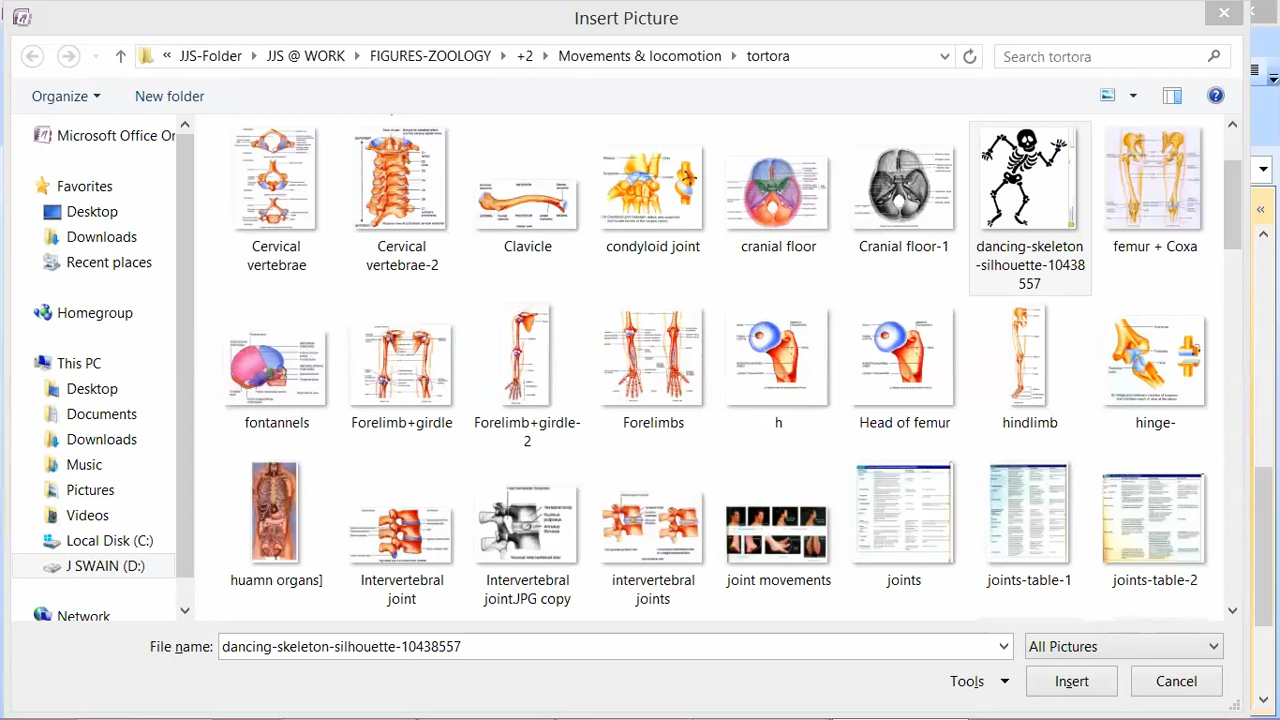 Insert Picture
« JJS-Folder JJS @ WORK FIGURES-ZOOLOGY +2 Movements & locomotion tortora
Search tortora
Organize
New folder
Microsoft Office Or
Favorites
Desktop
Downloads
Recent places
Homegroup
This PC
Desktop
Documents
Downloads
Music
Pictures
Videos
Local Disk (C:)
J SWAIN (D:)
Network
Cervical
vertebrae
Cervical
vertebrae-2
Clavicle
condyloid joint
cranial floor
Cranial floor-1
dancing-skeleton
-silhouette-10438
557
femur + Coxa
fontannels
Forelimb+girdle
Forelimb+girdle-
2
Forelimbs
h
Head of femur
hindlimb
hinge-
huamn organs]
Intervertebral
joint
Intervertebral
jointJPG copy
intervertebral
joints
joint movements
joints
joints-table-1
joints-table-2
File name:
dancing-skeleton-silhouette-10438557
All Pictures
Tools
Insert
Cancel